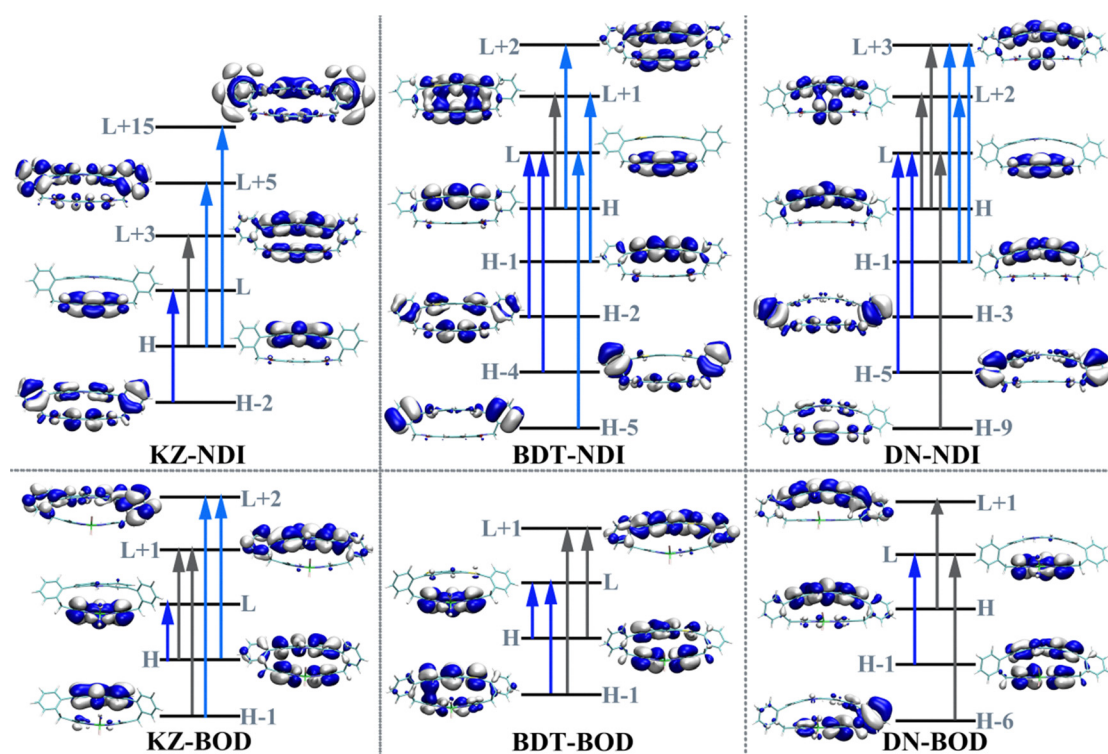 L+15
L+5
L+3
L
H
H-2
KZ-NDI
L+2
L+1
L
H
H-1
H-2
H-4
H-5
BDT-NDI
L+3
L+2
L
H
H-1
H-3
H-5
H-9
DN-NDI
L+2
L+1
L
H
H-1
KZ-BOD
L+1
L
H
H-1
BDT-BOD
L+1
L
H
H-1
H-6
DN-BOD